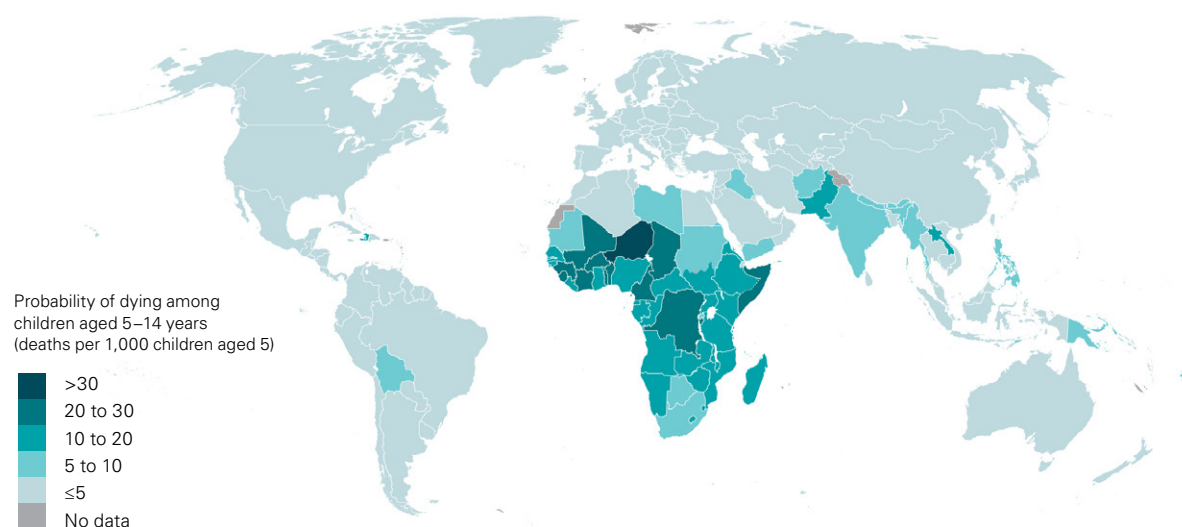 Probability of dying among
children aged 5–14 years
(deaths per 1,000 children aged 5)
>30
20 to 30
10 to 20
5 to 10
≤5
No data